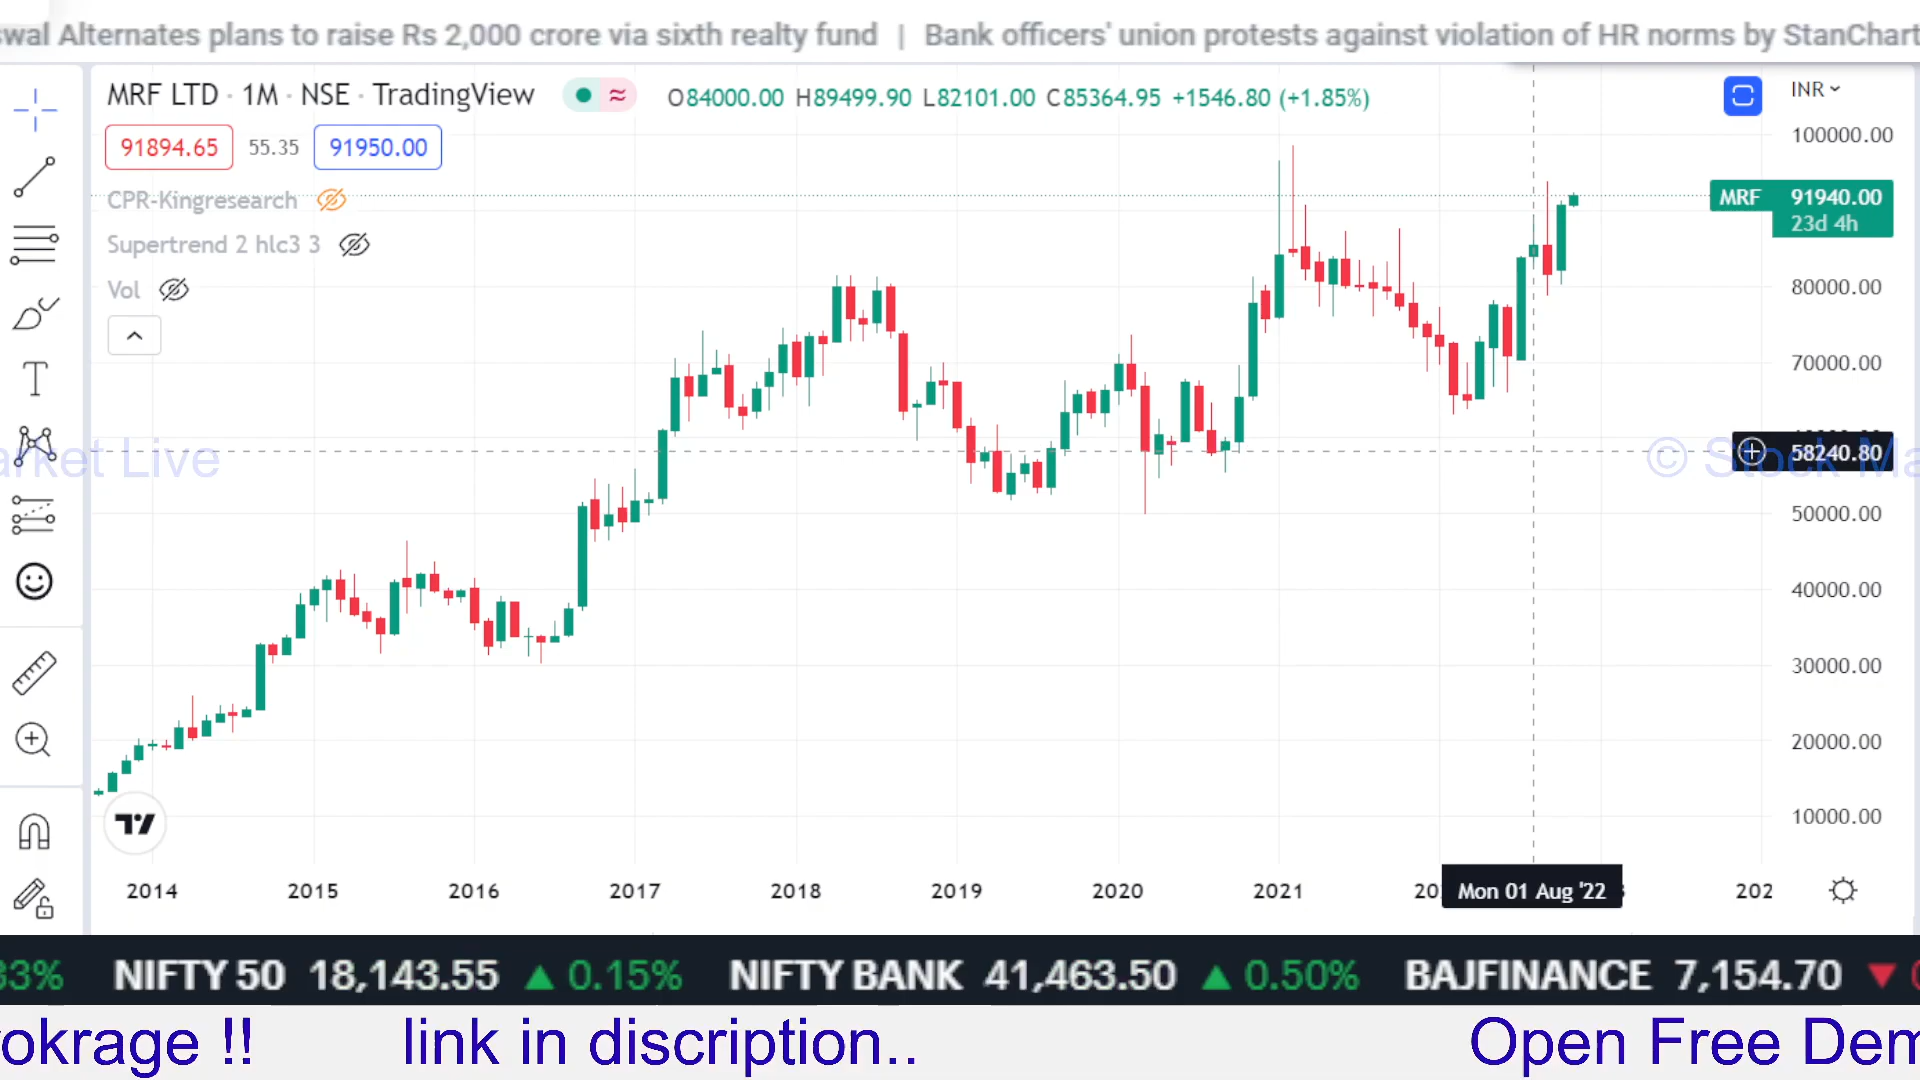 swal Alternates plans to raise Rs 2,000 crore via sixth realty fund | Bank officers' union protests against violation of HR norms by StanChart
MRF LTD · 1M · NSE · TradingView
O84000.00 H89499.90 L82101.00 C85364.95 +1546.80 (+1.85%)
INR
91894.65 55.35 91950.00
CPR-Kingresearch
Supertrend 2 hlc3 3
Vol
100000.00
MRF 91940.00
23d 4h
80000.00
70000.00
58240.80
50000.00
40000.00
30000.00
20000.00
10000.00
arket Live
© Stock Ma
2014 2015 2016 2017 2018 2019 2020 2021 20 Mon 01 Aug '22 202
33% NIFTY 50 18,143.55 ▲ 0.15% NIFTY BANK 41,463.50 ▲ 0.50% BAJFINANCE 7,154.70 ▼
okrage !! link in discription.. Open Free Dem